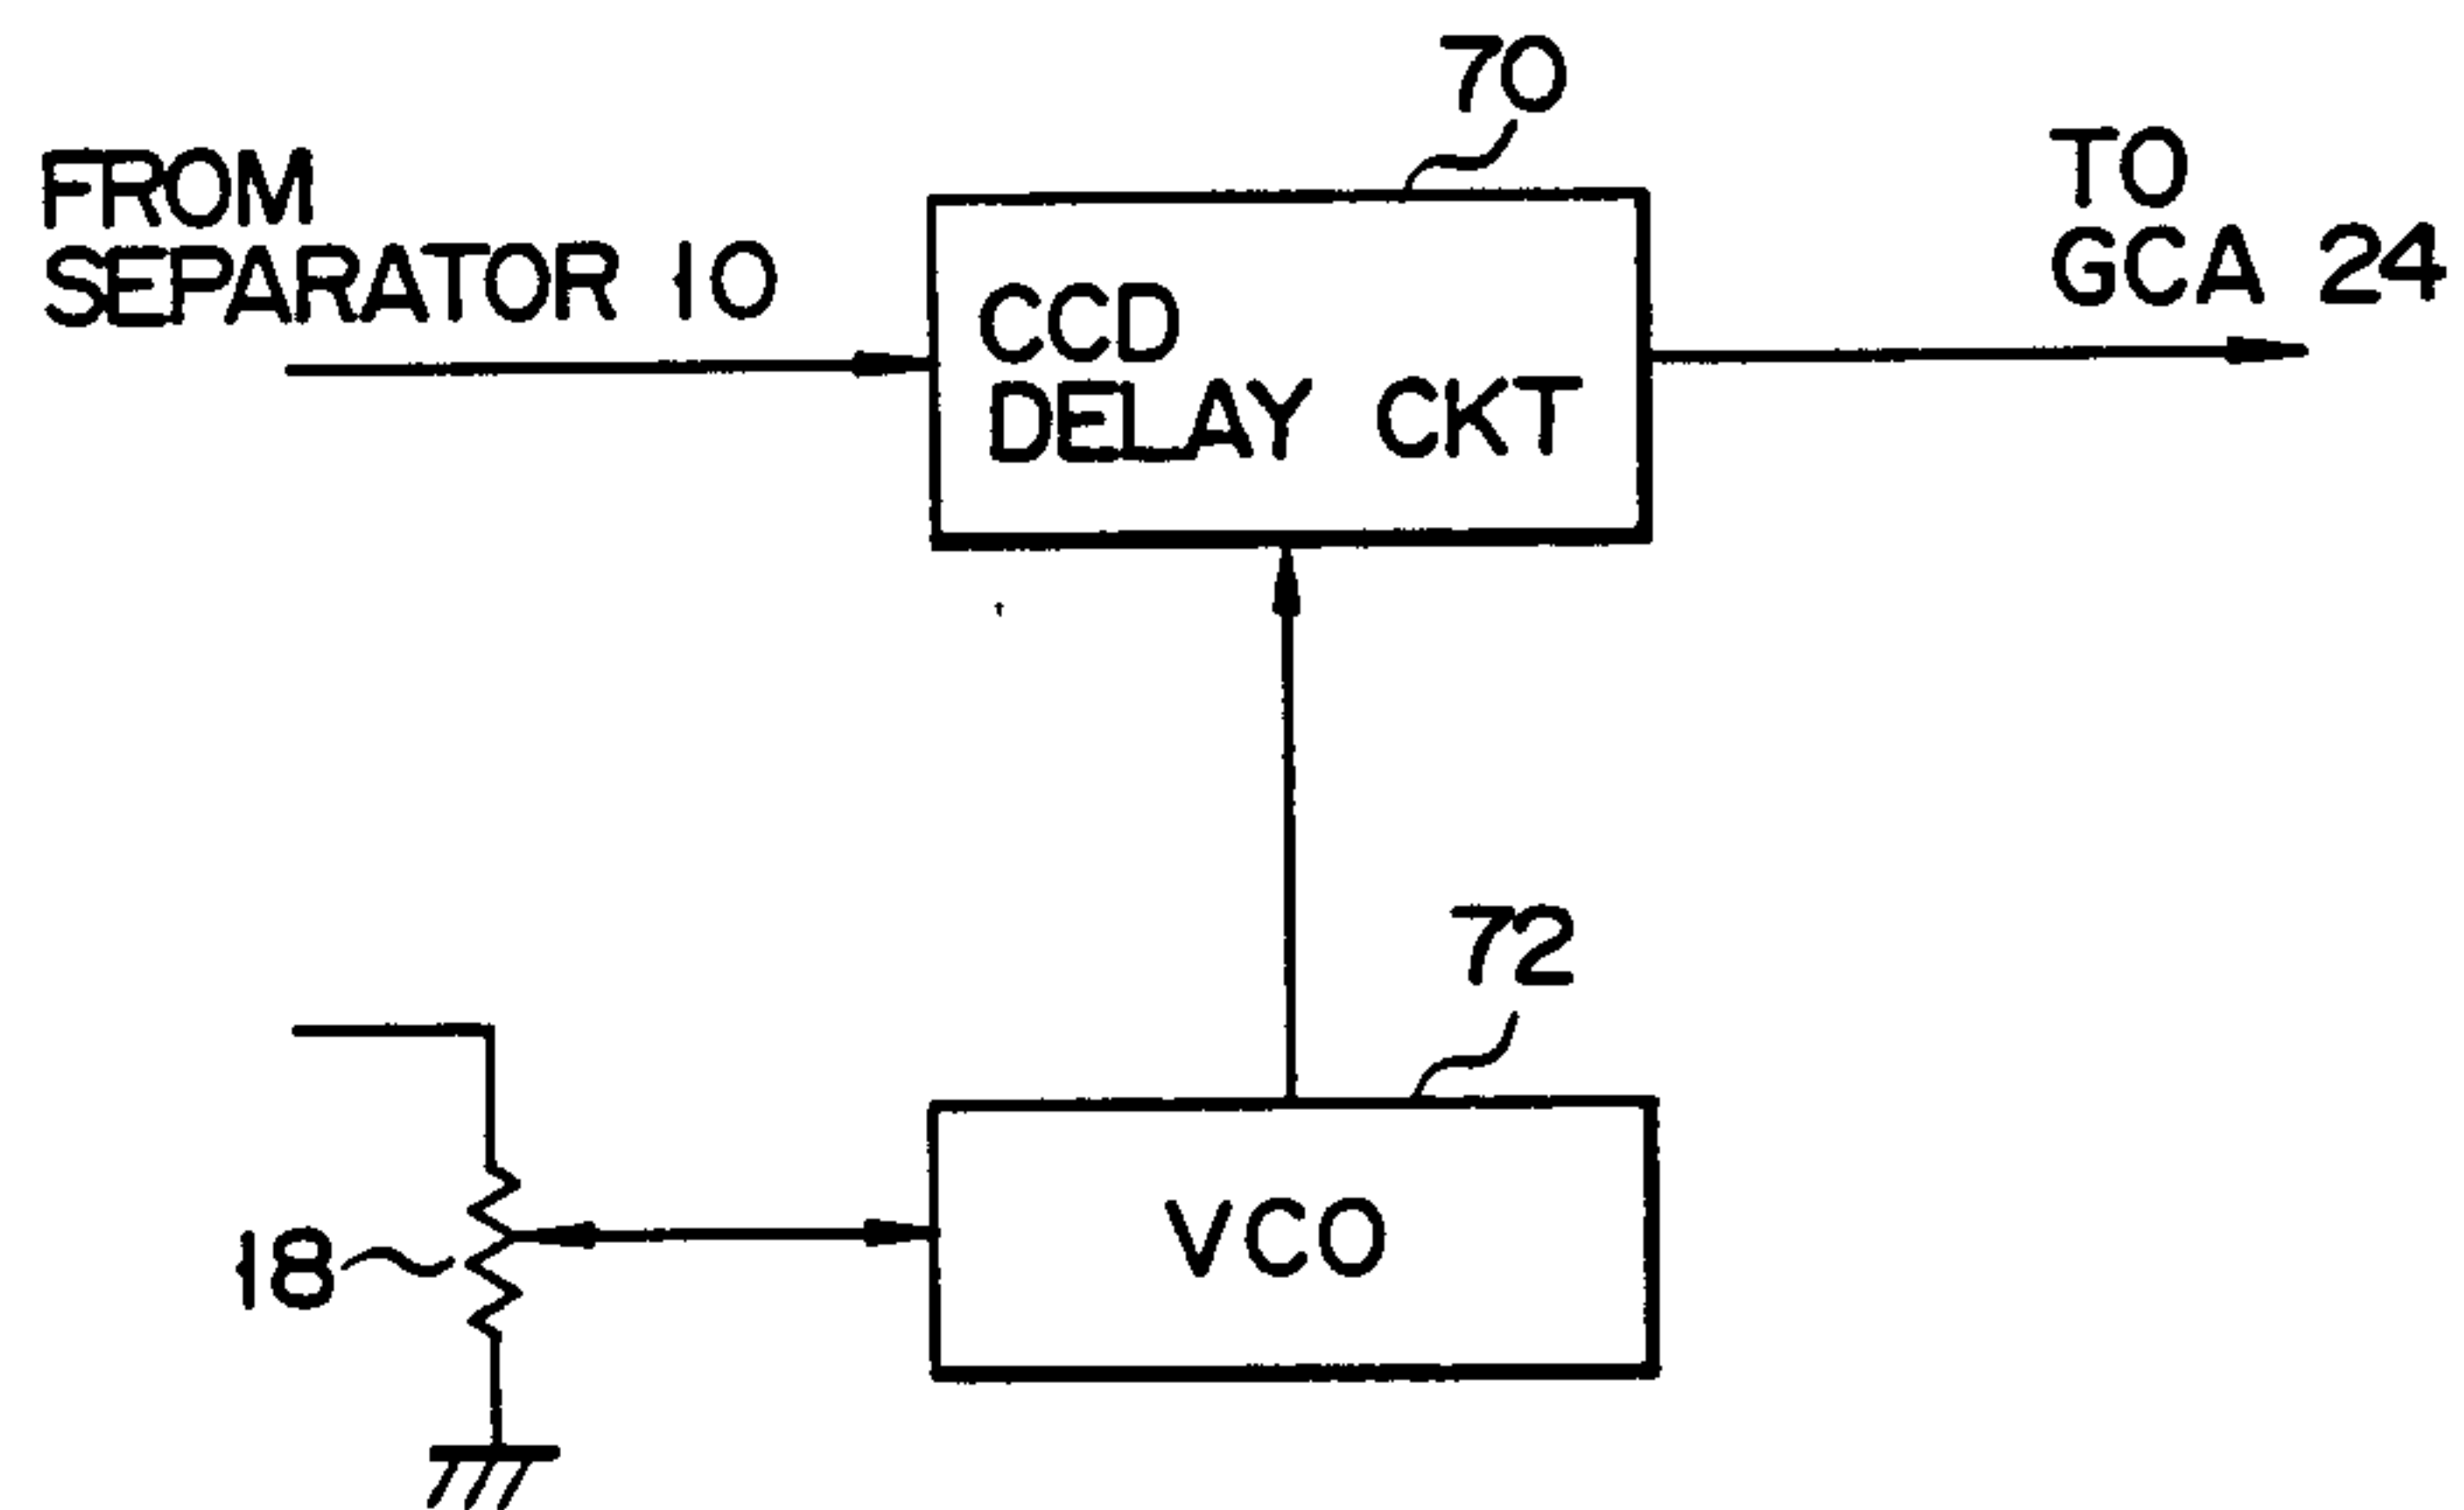 70
FROM
SEPARATOR 10
TO
GCA 24
CCD
DELAY CKT
72
18
VCO